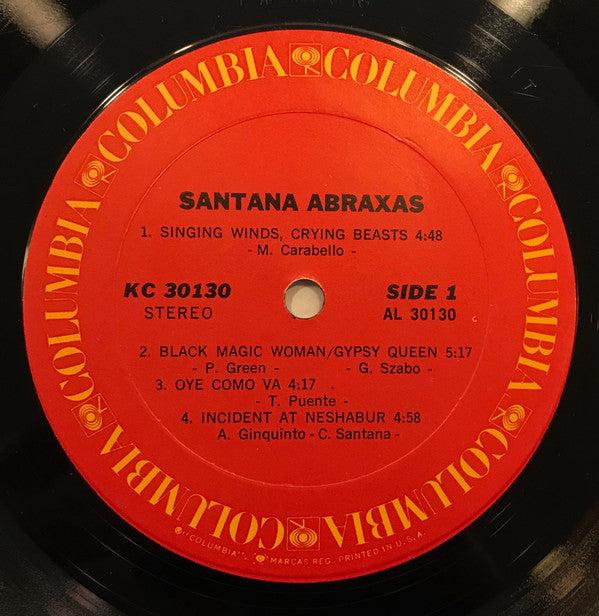 COLUMBIA COLUMBIA COLUMBIA COLUMBIA COLUMBIA COLUMBIA
SANTANA ABRAXAS
1. SINGING WINDS, CRYING BEASTS 4:48
- M. Carabello -
KC 30130 SIDE 1
STEREO AL 30130
c
2. BLACK MAGIC WOMAN/GYPSY QUEEN 5:17
- P. Green - - G. Szabo -
3. OYE COMO VA 4:17
- T. Puente -
4. INCIDENT AT NESHABUR 4:58
A. Ginquinto - C. Santana -
® "COLUMBIA", MARCAS REG. PRINTED IN U.S.A.